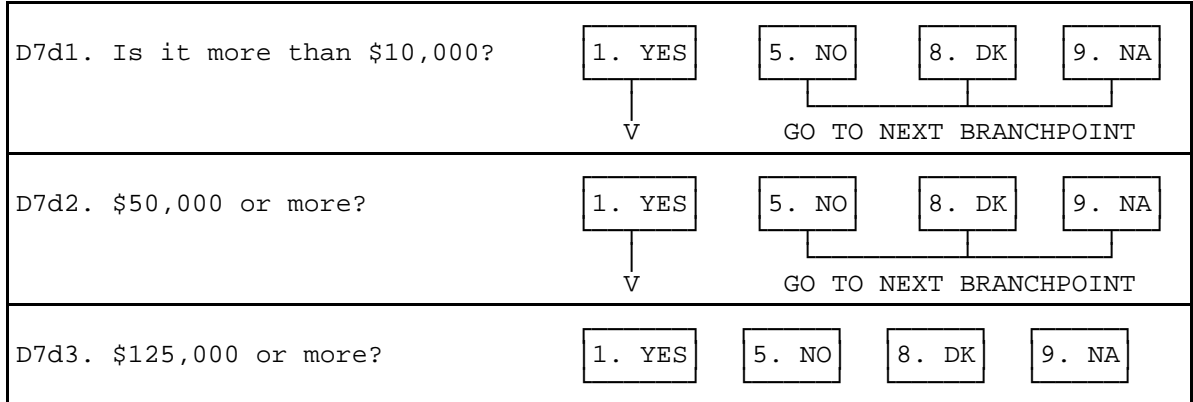 D7d1. Is it more than $10,000? 1. YES 5. NO 8. DK 9. NA
V GO TO NEXT BRANCHPOINT
D7d2. $50,000 or more? 1. YES 5. NO 8. DK 9. NA
V GO TO NEXT BRANCHPOINT
D7d3. $125,000 or more? 1. YES 5. NO 8. DK 9. NA